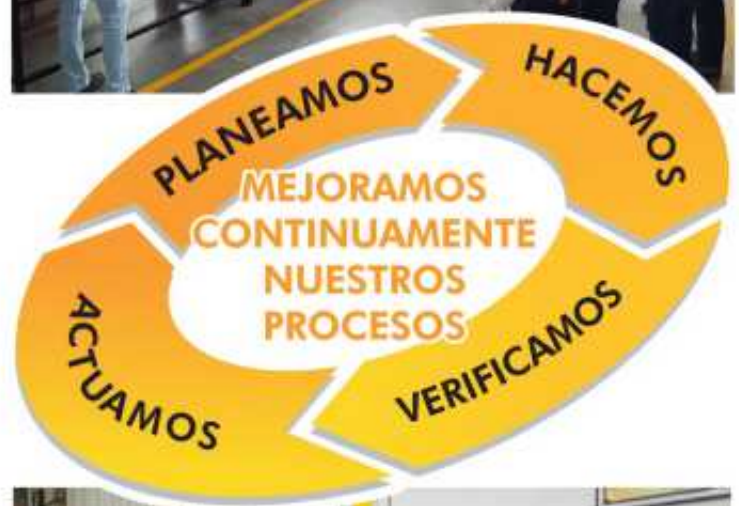 PLANEAMOS
HACEMOS
MEJORAMOS
CONTINUAMENTE
NUESTROS
PROCESOS
VERIFICAMOS
ACTUAMOS